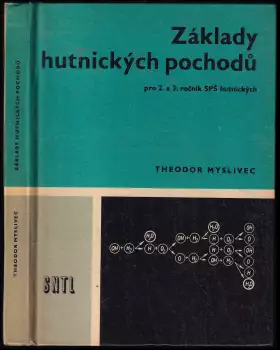 ZÁKLADY HUTNICKÝCH POCHODŮ
THEODOR MYSLIVEC
Základy
hutnických pochodů
pro 2. a 3. ročník SPŠ hutnických
THEODOR MYSLIVEC
SNTL